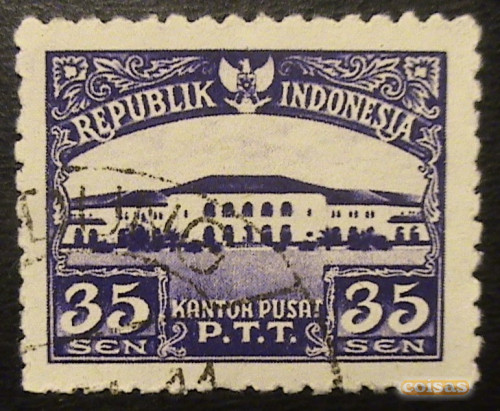 REPUBLIK INDONESIA
KANTOR PUSAT
P.T.T.
35 SEN
35 SEN
coisas